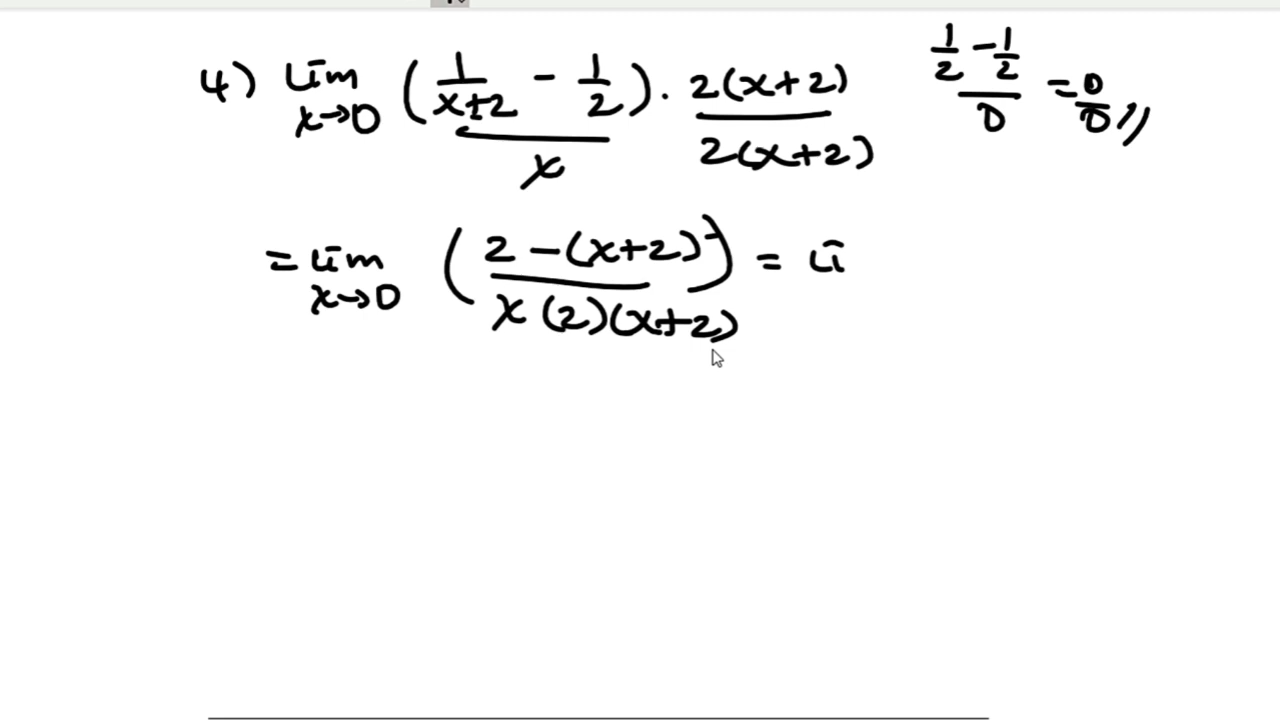 4) lim x→0 (1/(x+2) - 1/2)/x · 2(x+2)/2(x+2)
(1/2 - 1/2)/0 = 0/0 //
= lim x→0 ( (2 - (x+2))/(x(2)(x+2)) ) = li